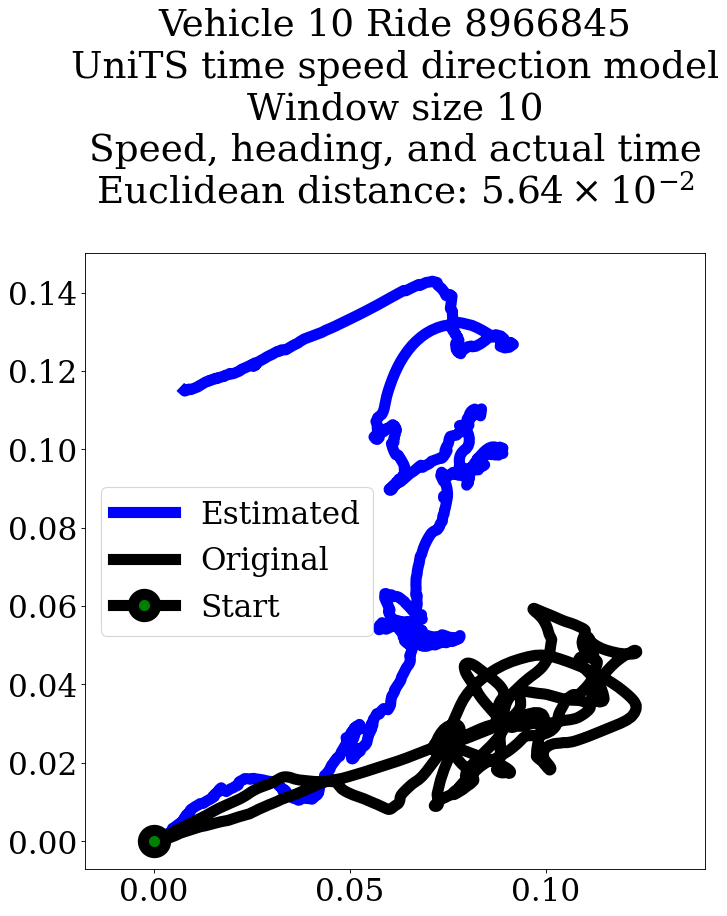 Vehicle 10 Ride 8966845
UniTS time speed direction model
Window size 10
Speed, heading, and actual time
Euclidean distance: 5.64 × 10⁻²
0.14
0.12
0.10
0.08
0.06
0.04
0.02
0.00
Estimated
Original
Start
0.00 0.05 0.10